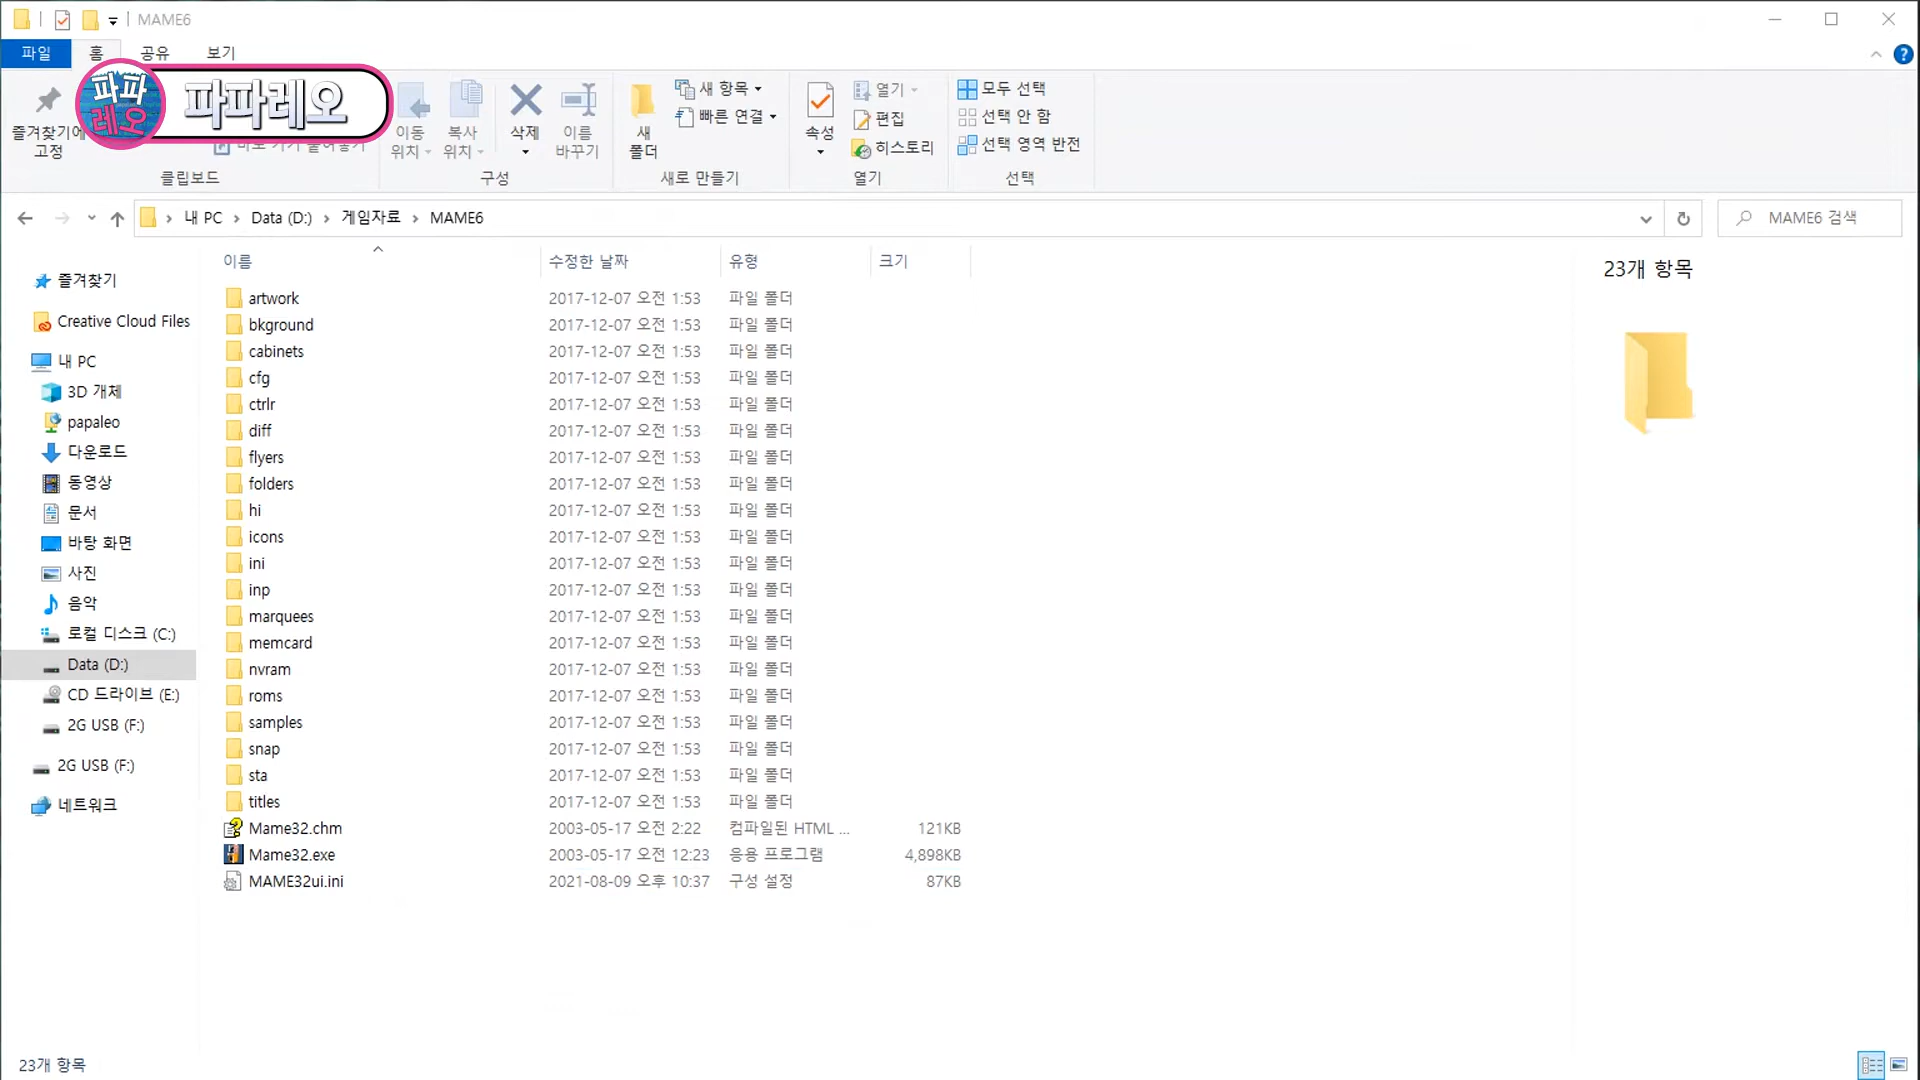 MAME6
파일 홈 공유 보기
파파레오 파파레오
즐겨찾기에 고정
이동 위치
복사 위치
삭제
이름 바꾸기
새 폴더
새 항목
빠른 연결
속성
열기
편집
히스토리
모두 선택
선택 안 함
선택 영역 반전
클립보드 구성 새로 만들기 열기 선택
내 PC Data (D:) 게임자료 MAME6
MAME6 검색
즐겨찾기
Creative Cloud Files
내 PC
3D 개체
papaleo
다운로드
동영상
문서
바탕 화면
사진
음악
로컬 디스크 (C:)
Data (D:)
CD ドライブ (E:)
2G USB (F:)
2G USB (F:)
네트워크
이름 수정한 날짜 유형 크기
artwork 2017-12-07 오전 1:53 파일 폴더
bkground 2017-12-07 오전 1:53 파일 폴더
cabinets 2017-12-07 오전 1:53 파일 폴더
cfg 2017-12-07 오전 1:53 파일 폴더
ctrlr 2017-12-07 오전 1:53 파일 폴더
diff 2017-12-07 오전 1:53 파일 폴더
flyers 2017-12-07 오전 1:53 파일 폴더
folders 2017-12-07 오전 1:53 파일 폴더
hi 2017-12-07 오전 1:53 파일 폴더
icons 2017-12-07 오전 1:53 파일 폴더
ini 2017-12-07 오전 1:53 파일 폴더
inp 2017-12-07 오전 1:53 파일 폴더
marquees 2017-12-07 오전 1:53 파일 폴더
memcard 2017-12-07 오전 1:53 파일 폴더
nvram 2017-12-07 오전 1:53 파일 폴더
roms 2017-12-07 오전 1:53 파일 폴더
samples 2017-12-07 오전 1:53 파일 폴더
snap 2017-12-07 오전 1:53 파일 폴더
sta 2017-12-07 오전 1:53 파일 폴더
titles 2017-12-07 오전 1:53 파일 폴더
Mame32.chm 2003-05-17 오전 2:22 컴파일된 HTML ... 121KB
Mame32.exe 2003-05-17 오전 12:23 응용 프로그램 4,898KB
MAME32ui.ini 2021-08-09 오후 10:37 구성 설정 87KB
23개 항목
23개 항목